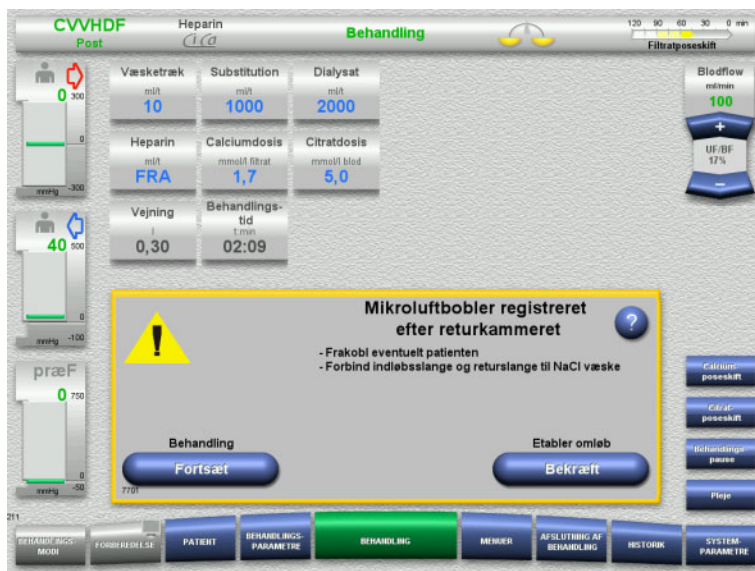 CVVHDF
Post
Heparin
Ci Ca
Behandling
120 90 60 30 0 min
Filtratposeskift
0
300
0
-300
mmHg
Væsketræk
ml/t
10
Substitution
ml/t
1000
Dialysat
ml/t
2000
Heparin
ml/t
FRA
Calciumdosis
mmol/l filtrat
1,7
Citratdosis
mmol/l blod
5,0
Vejning
l
0,30
Behandlings-
tid
t:min
02:09
Blodflow
ml/min
100
+
UF/BF
17%
–
40
500
0
-100
mmHg
præF
0
750
0
-50
mmHg
!
Mikroluftbobler registreret
efter returkammeret
?
- Frakobl eventuelt patienten
- Forbind indløbsslange og returslange til NaCl væske
Behandling
Fortsæt
Etabler omløb
Bekræft
7701
Calcium-
poseskift
Citrat-
poseskift
Behandlings-
pause
Pleje
211
BEHANDLINGS-
MODI
FORBEREDELSE
PATIENT
BEHANDLINGS-
PARAMETRE
BEHANDLING
MENUER
AFSLUTNING AF
BEHANDLING
HISTORIK
SYSTEM-
PARAMETRE